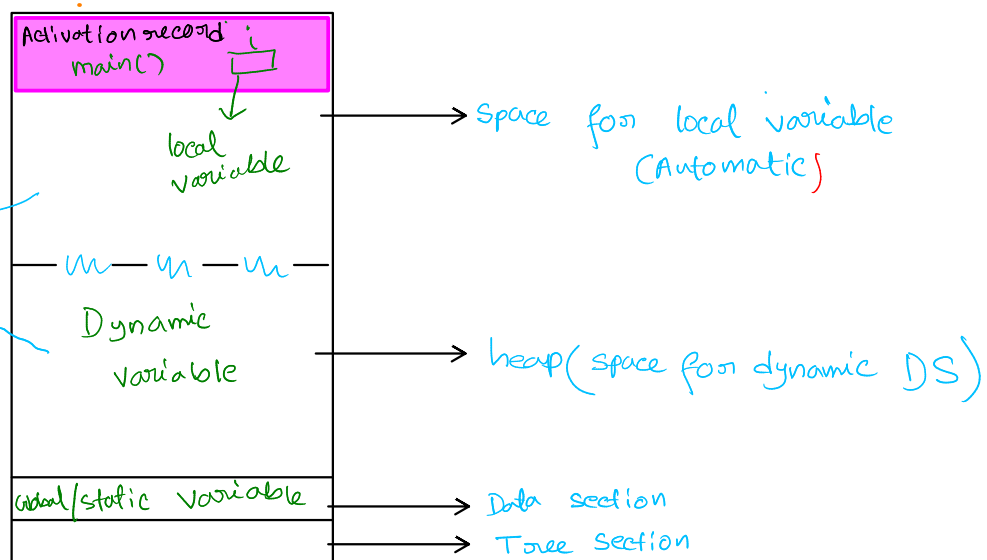 Activation record
main()
i
local
variable
space for local variable
(Automatic)
Dynamic
variable
heap (space for dynamic DS)
Global/static variable
Data section
Tree section